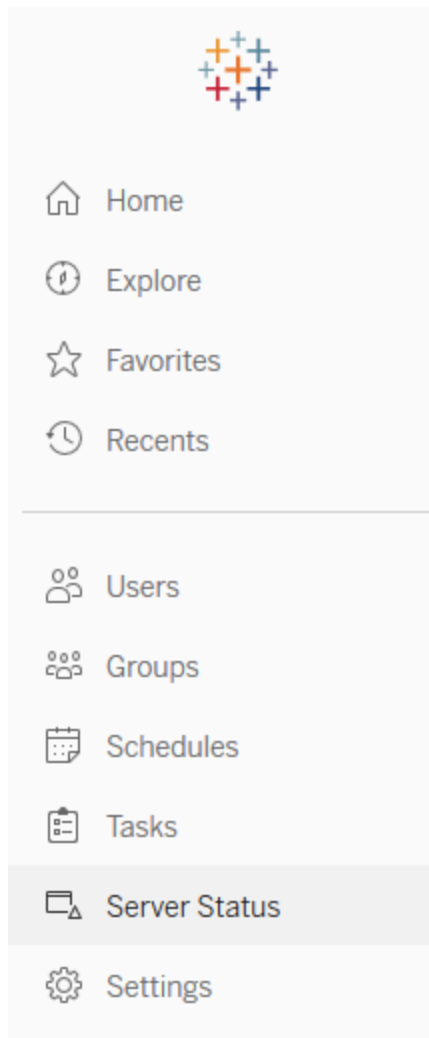 Home
Explore
Favorites
Recents
Users
Groups
Schedules
Tasks
Server Status
Settings